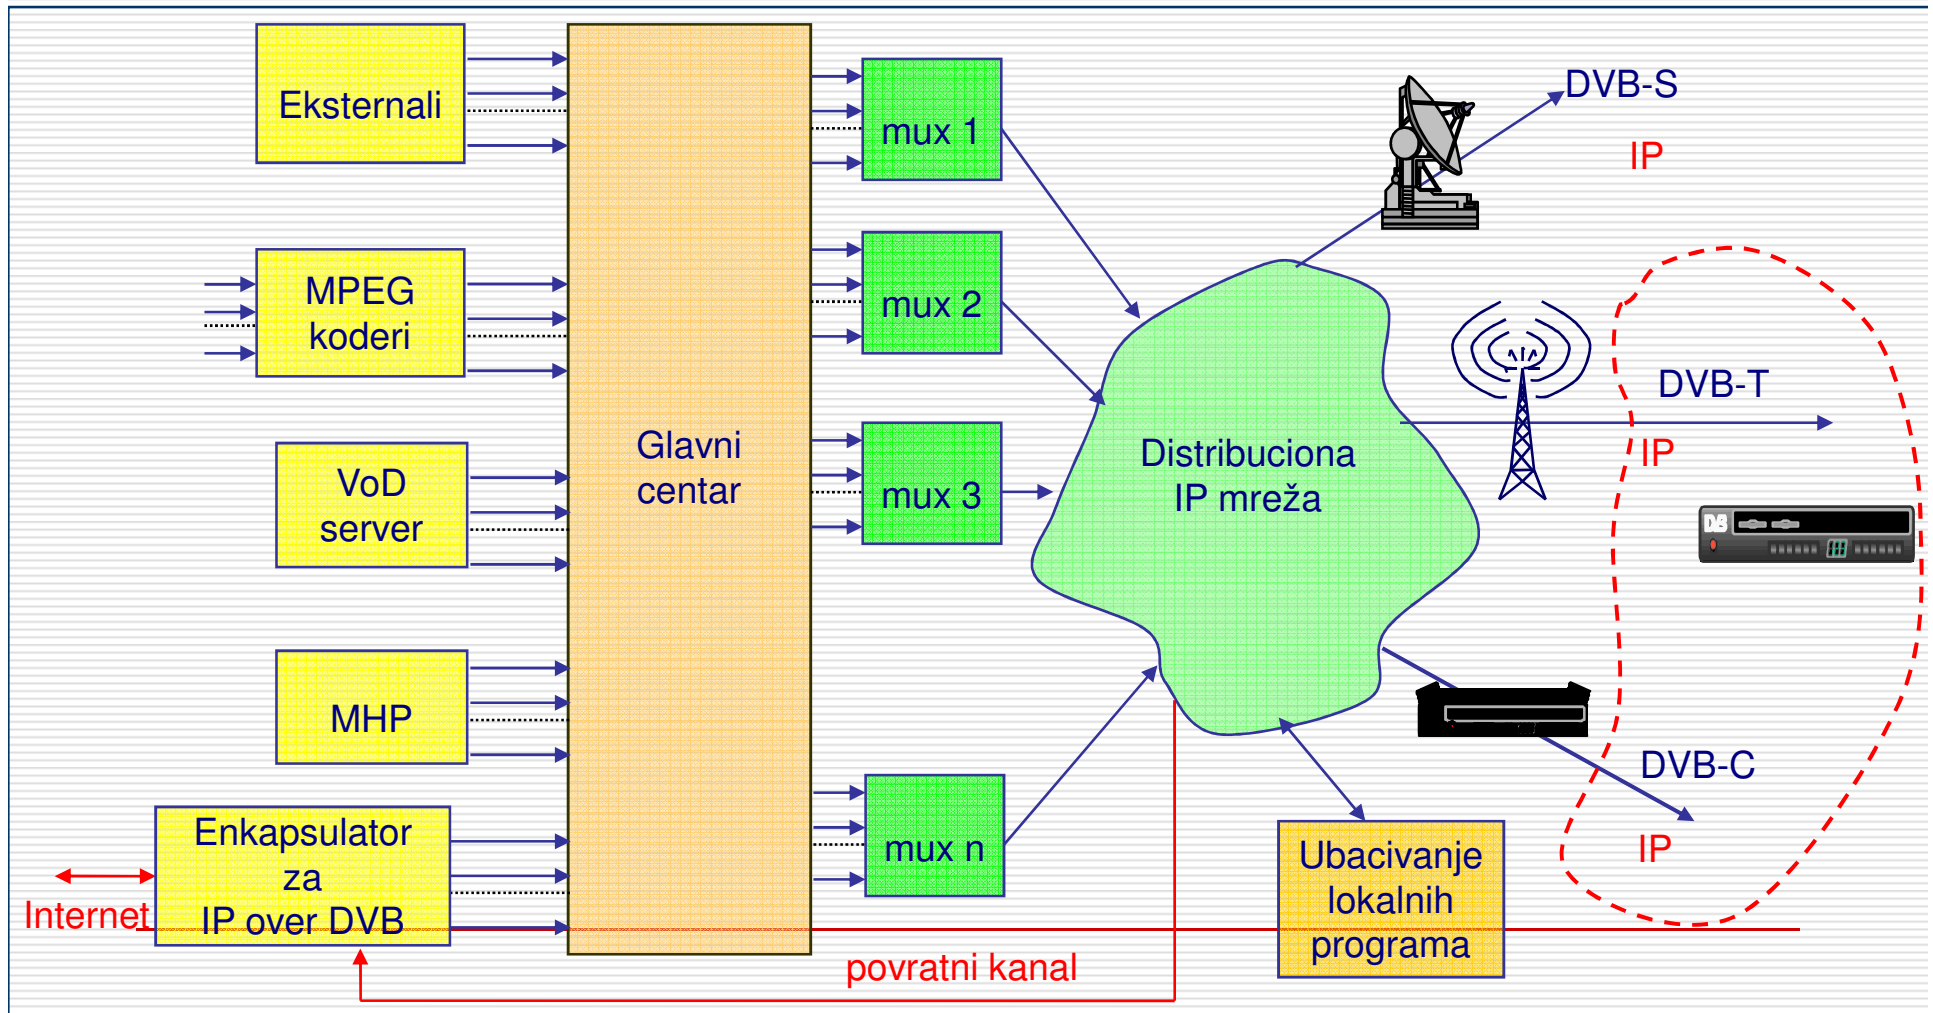 Eksternali
MPEG
koderi
VoD
server
MHP
Enkapsulator
za
IP over DVB
Internet
Glavni
centar
mux 1
mux 2
mux 3
mux n
Distribuciona
IP mreža
povratni kanal
Ubacivanje
lokalnih
programa
DVB-S
IP
DVB-T
IP
DVB
DVB-C
IP